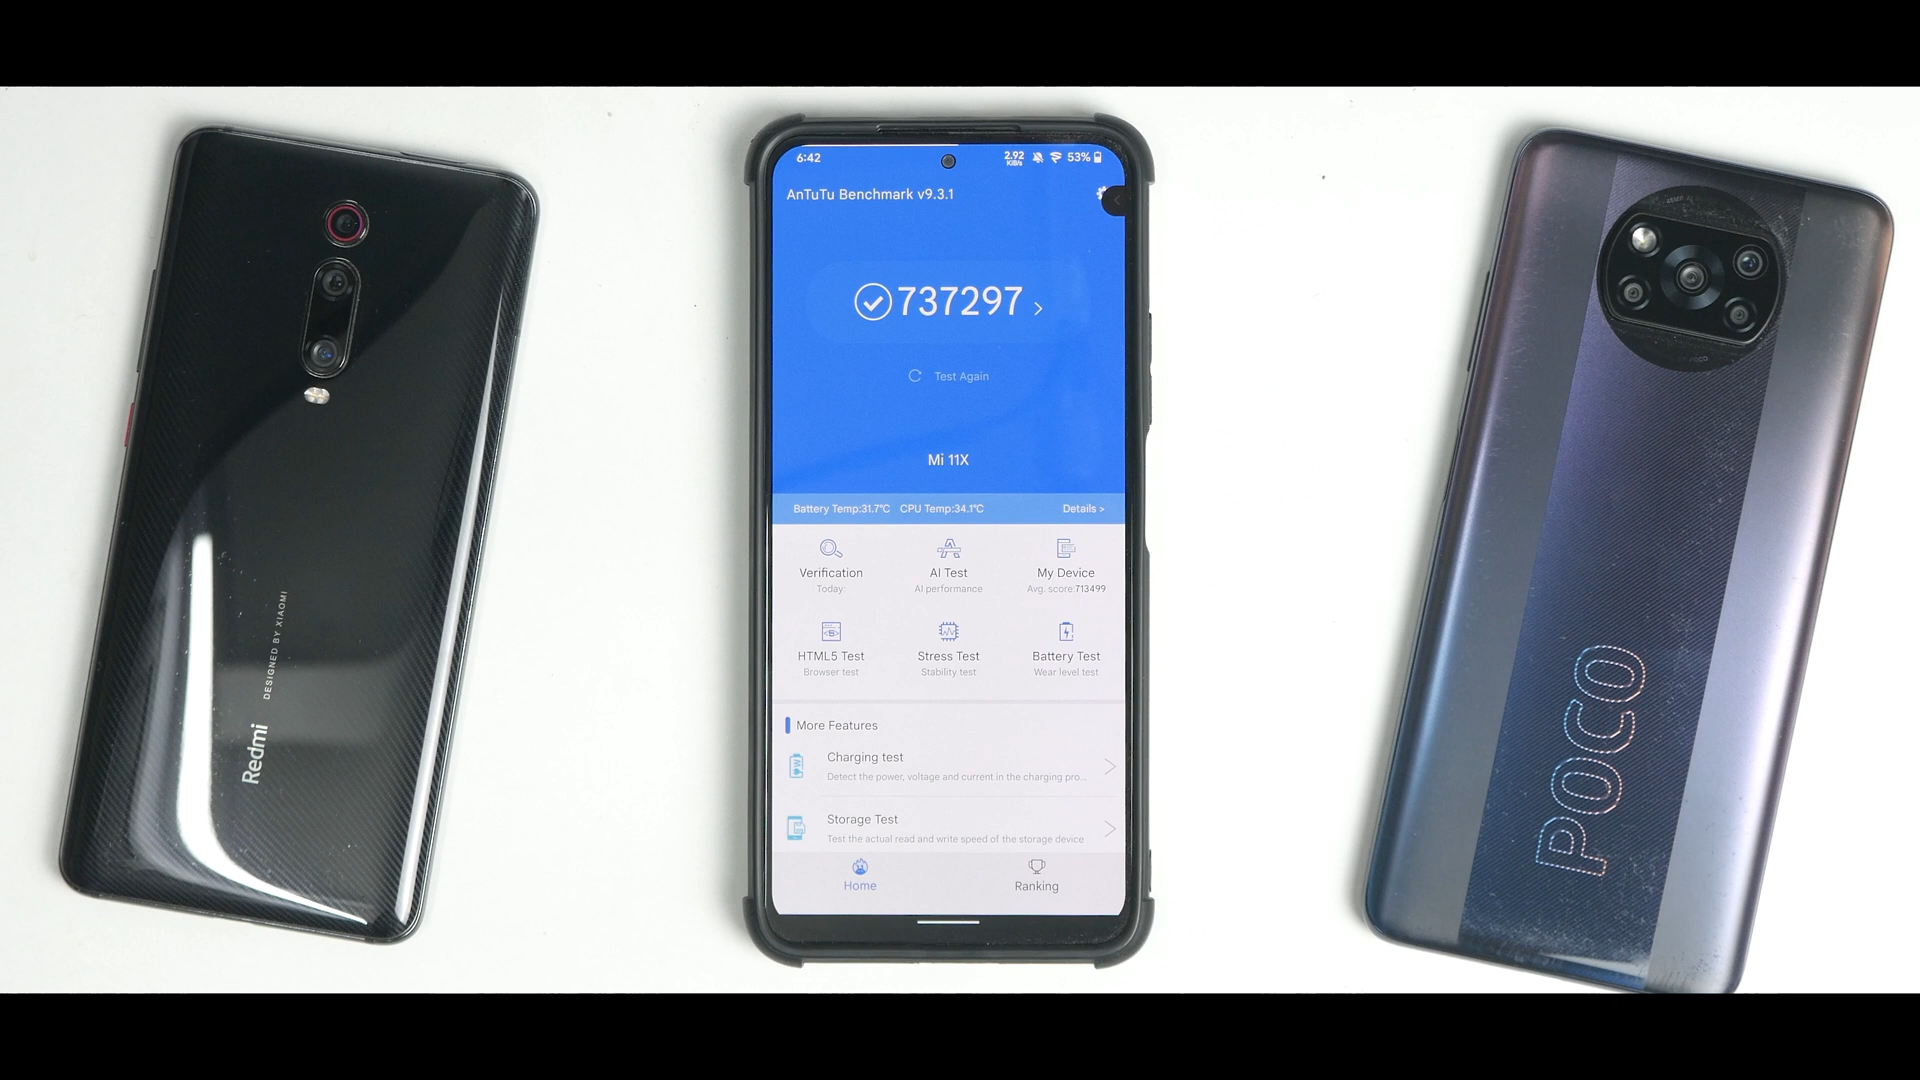 Redmi
DESIGNED BY XIAOMI
6:42
2.92
KiB/s
53%
AnTuTu Benchmark v9.3.1
737297
Test Again
Mi 11X
Battery Temp:31.7℃ CPU Temp:34.1℃ Details >
Verification
Today:
AI Test
AI performance
My Device
Avg. score:713499
HTML5 Test
Browser test
Stress Test
Stability test
Battery Test
Wear level test
More Features
Charging test
Detect the power, voltage and current in the charging pro...
Storage Test
Test the actual read and write speed of the storage device
Home
Ranking
POCO